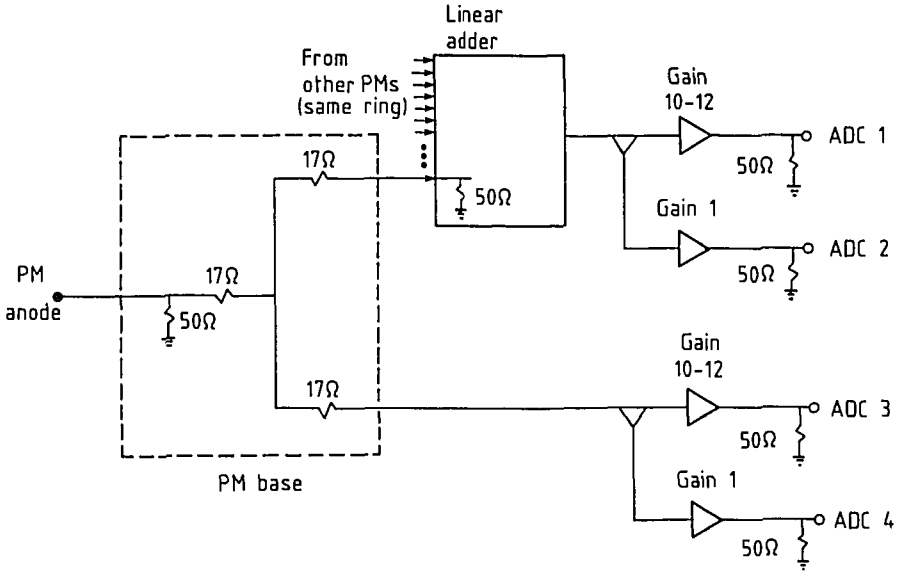 Linear
adder
From
other PMs
(same ring)
Gain
10-12
ADC 1
50Ω
17Ω
50Ω
Gain 1
ADC 2
50Ω
PM
anode
17Ω
50Ω
Gain
10-12
17Ω
ADC 3
50Ω
PM base
Gain 1
ADC 4
50Ω